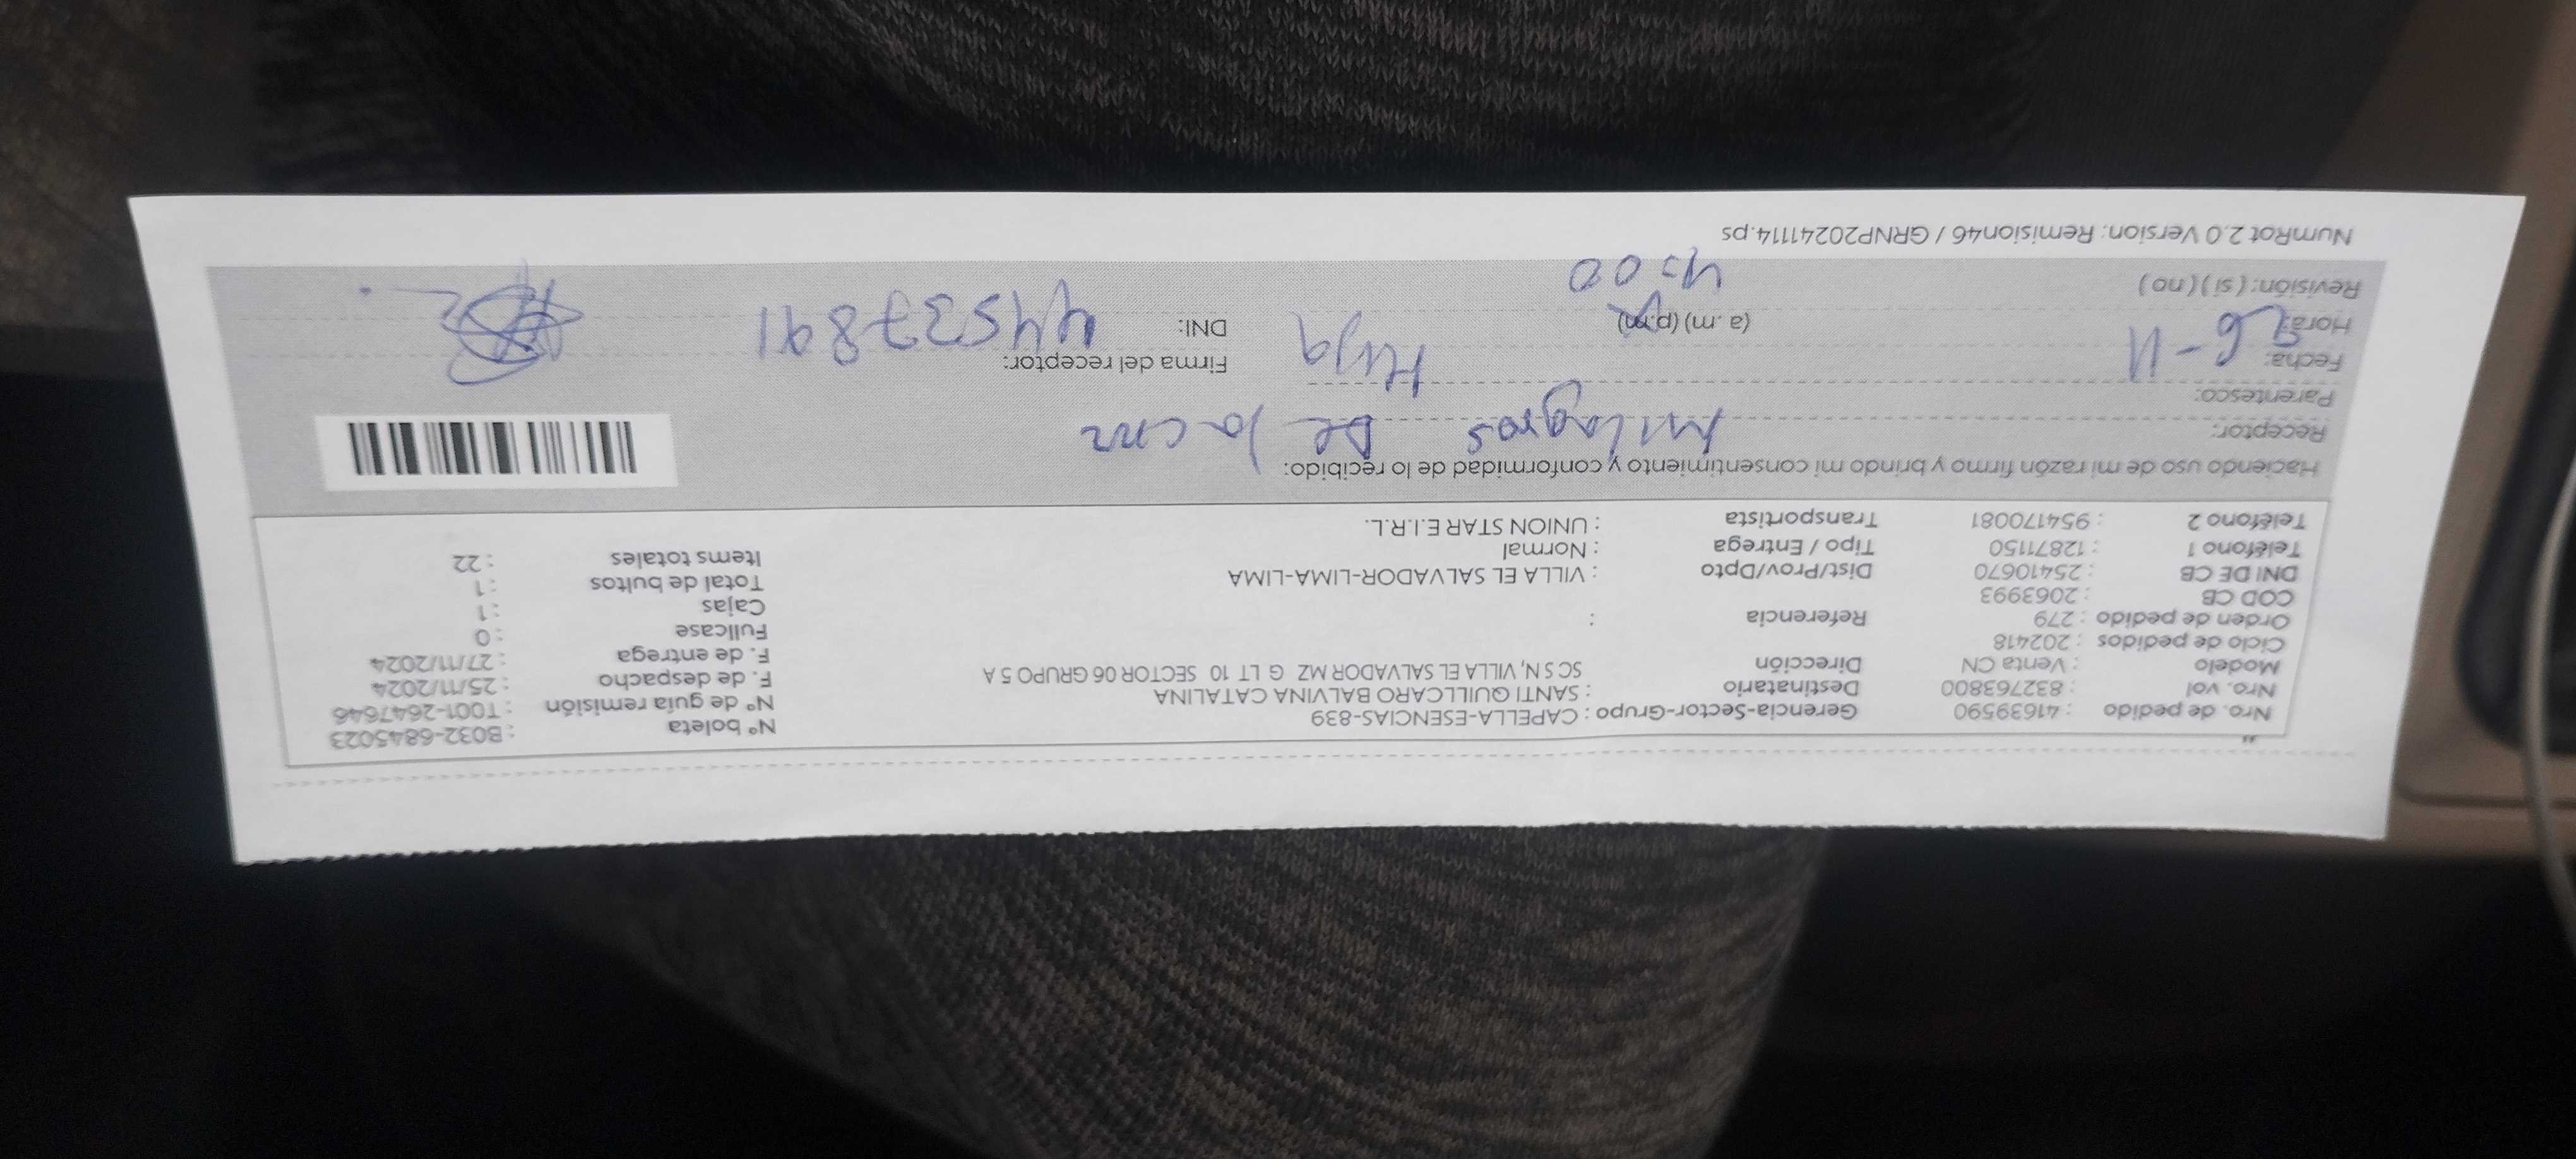 Nro. de pedido : 41639590 Gerencia-Sector-Grupo : CAPELLA-ESENCIAS-839 N° boleta : B032-6845023
Nro. vol : 832763800 Destinatario : SANTI QUILLCARO BALVINA CATALINA N° de guía remisión : T001-2647646
Modelo : Venta CN Dirección SC S N, VILLA EL SALVADOR MZ G LT 10 SECTOR 06 GRUPO 5 A F. de despacho : 25/11/2024
Ciclo de pedidos : 202418 F. de entrega : 27/11/2024
Orden de pedido : 279 Referencia : Fullcase : 0
COD CB : 2063993 Cajas : 1
DNI DE CB : 25410670 Dist/Prov/Dpto : VILLA EL SALVADOR-LIMA-LIMA Total de bultos : 1
Teléfono 1 : 12871150 Tipo / Entrega : Normal Items totales : 22
Teléfono 2 : 954170081 Transportista : UNION STAR E.I.R.L.
Haciendo uso de mi razón firmo y brindo mi consentimiento y conformidad de lo recibido:
Receptor: Milagros De la cruz
Parentesco: Hija
Fecha: 26-11 Firma del receptor:
Hora: (a.m) (p.m) 4:00 DNI: 44537891
Revisión: ( si ) ( no )
NumRot 2.0 Version: Remision46 / GRNP20241114.ps